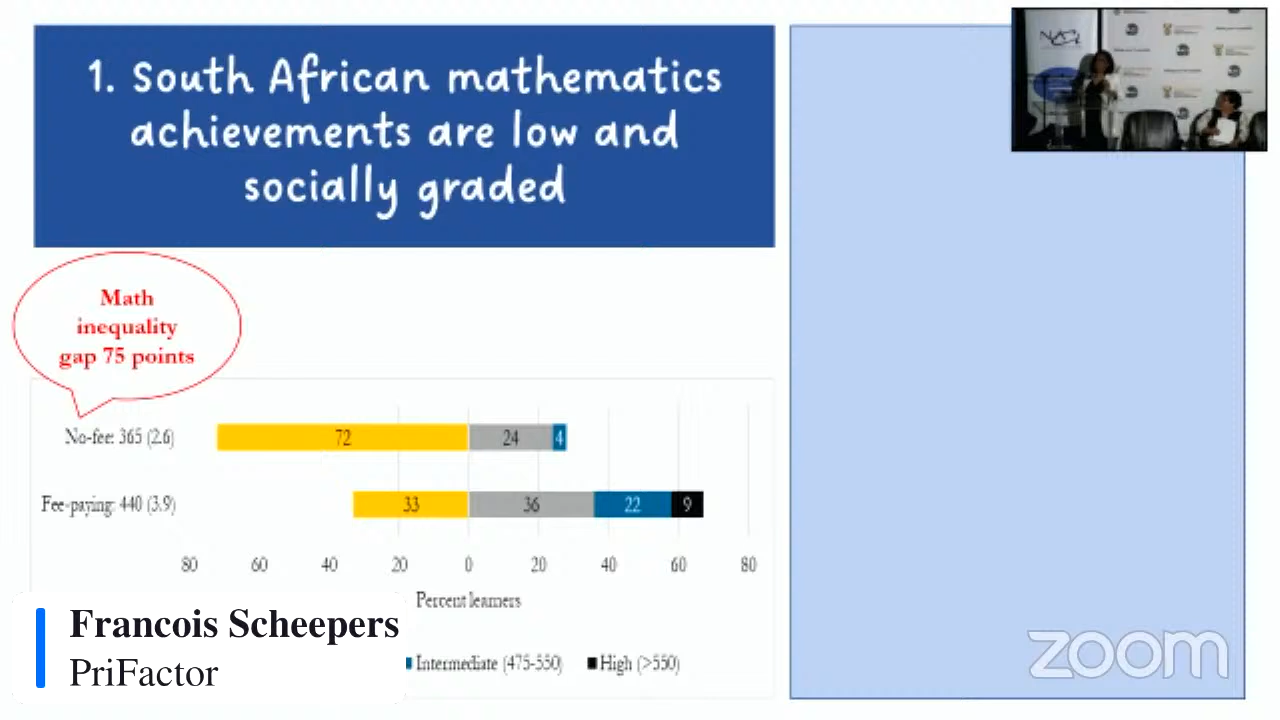 1. South African mathematics
achievements are low and
socially graded
Math
inequality
gap 75 points
No-fee: 365 (2.6)
72
24
4
Fee-paying: 440 (3.9)
33
36
22
9
80
60
40
20
0
20
40
60
80
Percent learners
Intermediate (475-550)
High (>550)
Francois Scheepers
PriFactor
zoom